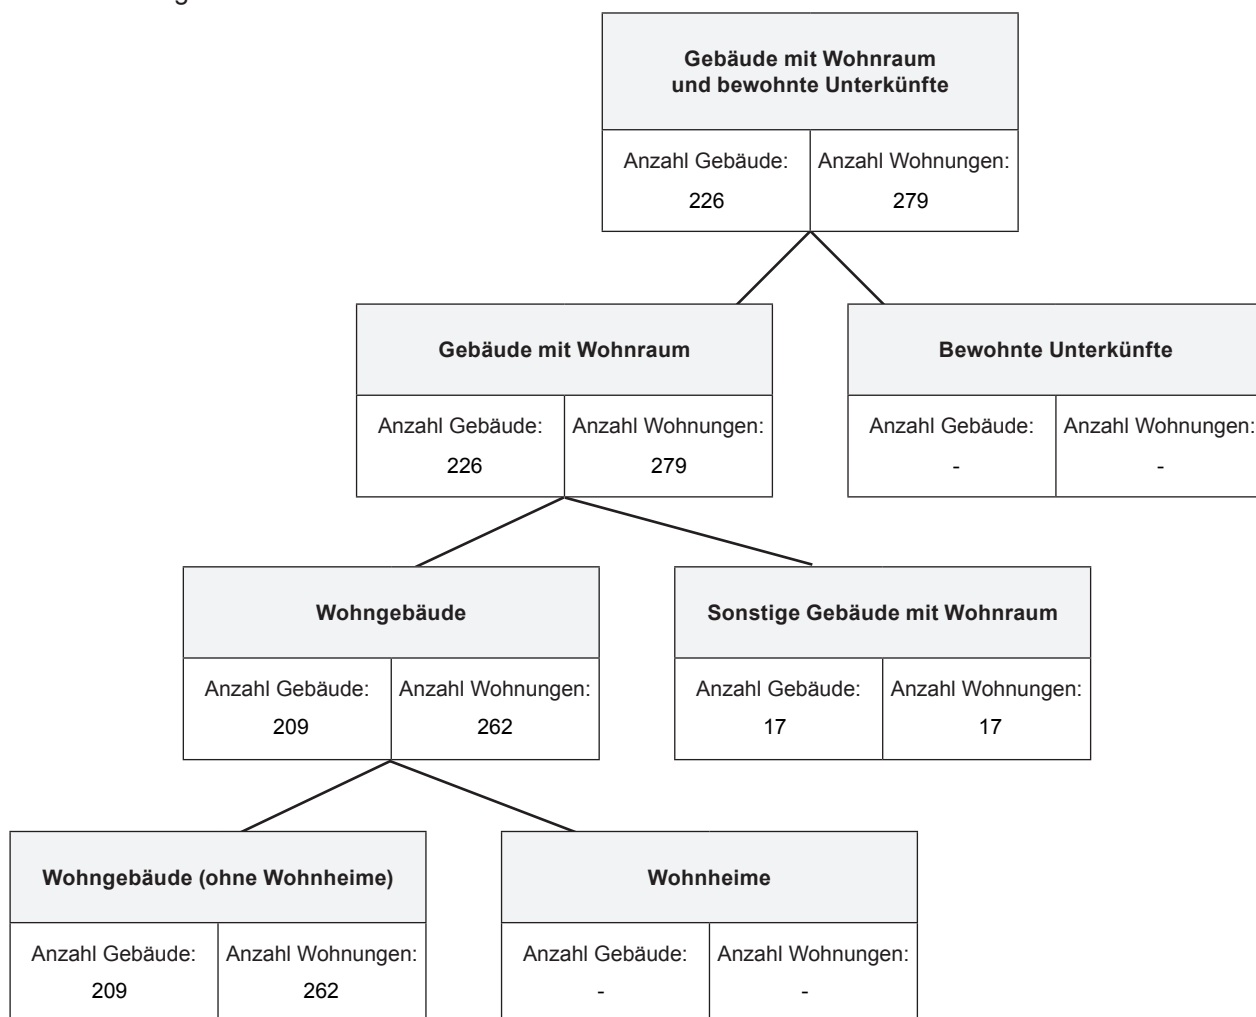 Gebäude mit Wohnraum
und bewohnte Unterkünfte
Anzahl Gebäude: Anzahl Wohnungen:
226 279
Gebäude mit Wohnraum
Anzahl Gebäude: Anzahl Wohnungen:
226 279
Bewohnte Unterkünfte
Anzahl Gebäude: Anzahl Wohnungen:
- -
Wohngebäude
Anzahl Gebäude: Anzahl Wohnungen:
209 262
Sonstige Gebäude mit Wohnraum
Anzahl Gebäude: Anzahl Wohnungen:
17 17
Wohngebäude (ohne Wohnheime)
Anzahl Gebäude: Anzahl Wohnungen:
209 262
Wohnheime
Anzahl Gebäude: Anzahl Wohnungen:
- -